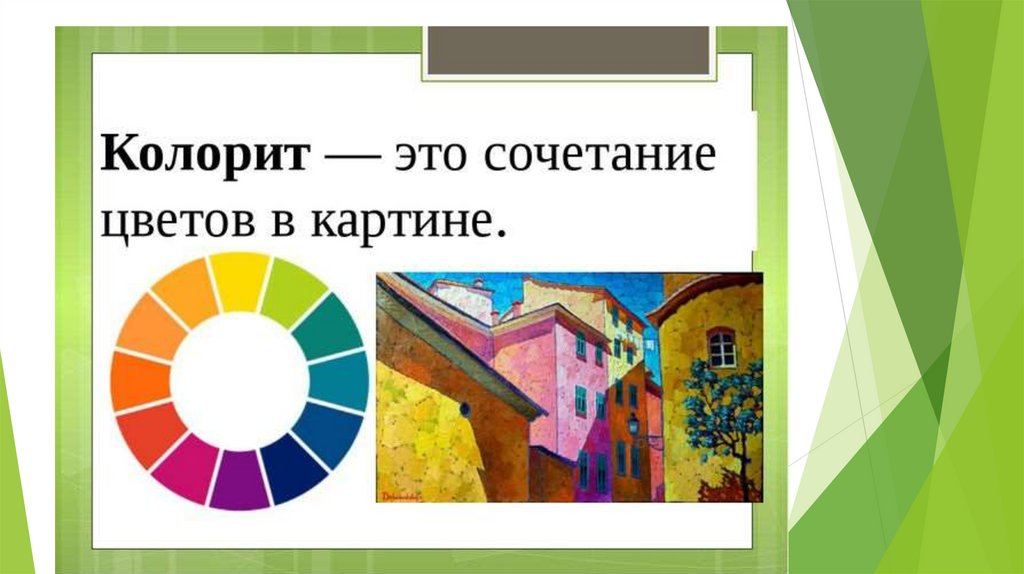 Колорит — это сочетание
цветов в картине.